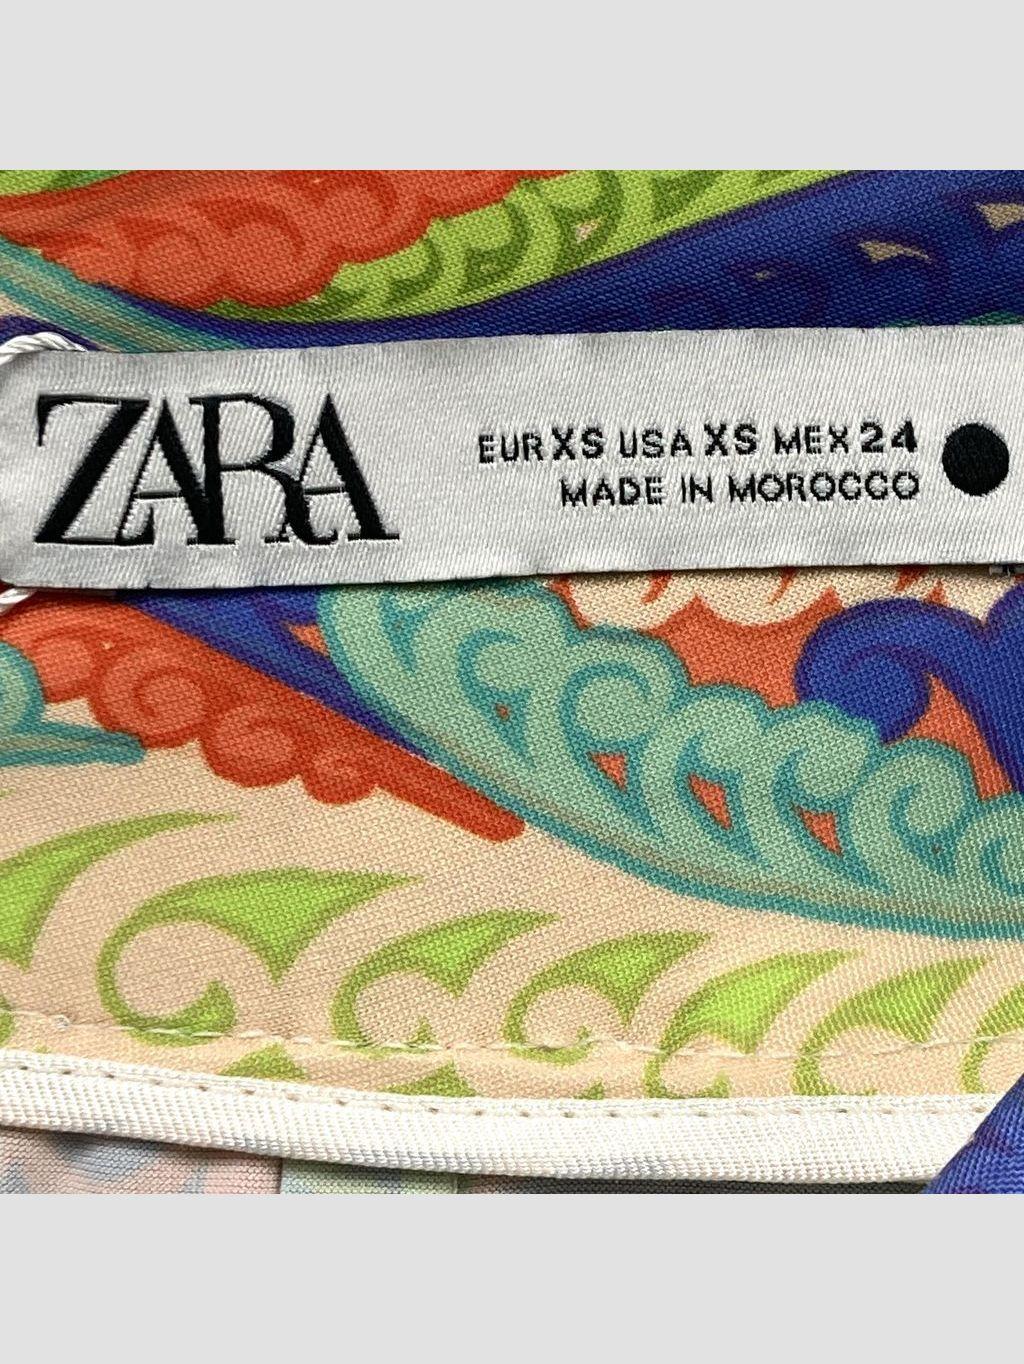 ZARA
EUR XS USA XS MEX 24
MADE IN MOROCCO